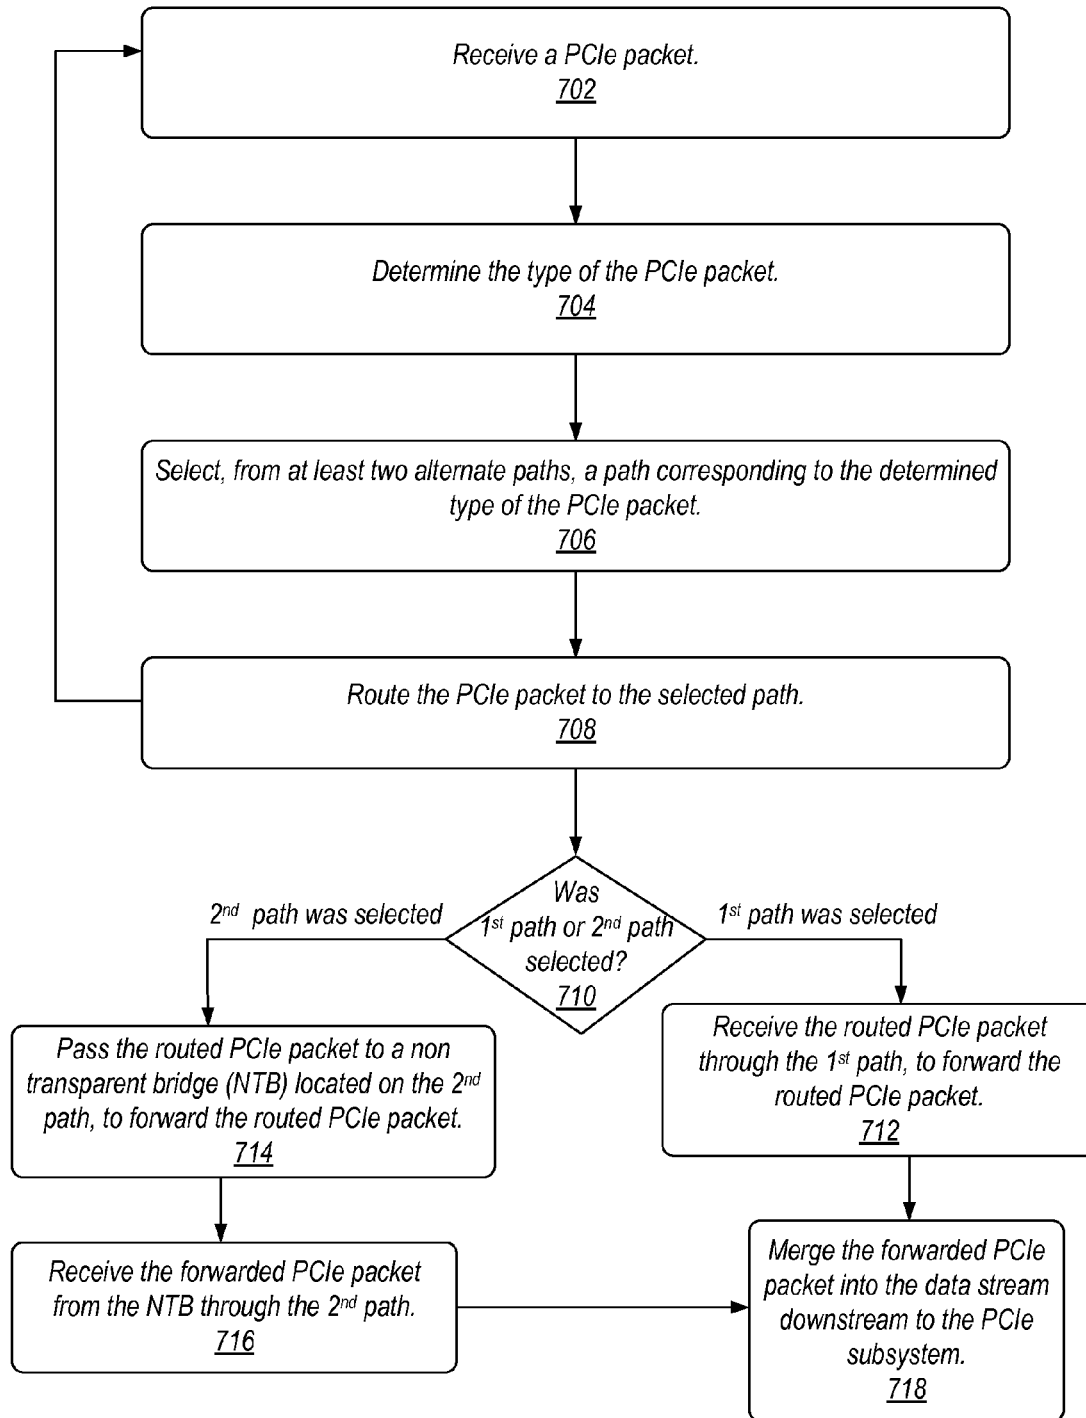 Receive a PCIe packet.
702
Determine the type of the PCIe packet.
704
Select, from at least two alternate paths, a path corresponding to the determined
type of the PCIe packet.
706
Route the PCIe packet to the selected path.
708
Was
1st path or 2nd path
selected?
710
2nd path was selected
1st path was selected
Pass the routed PCIe packet to a non
transparent bridge (NTB) located on the 2nd
path, to forward the routed PCIe packet.
714
Receive the routed PCIe packet
through the 1st path, to forward the
routed PCIe packet.
712
Receive the forwarded PCIe packet
from the NTB through the 2nd path.
716
Merge the forwarded PCIe
packet into the data stream
downstream to the PCIe
subsystem.
718